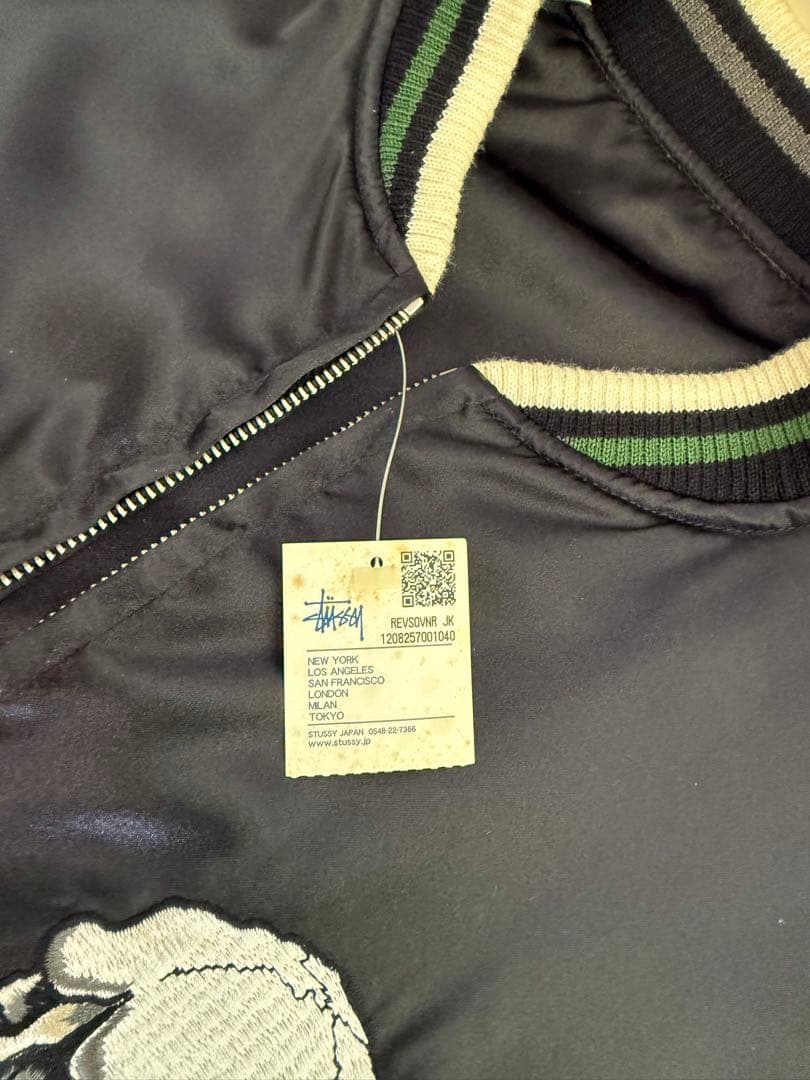 Stüssy
REVSOVNR JK
1208257001040
NEW YORK
LOS ANGELES
SAN FRANCISCO
LONDON
MILAN
TOKYO
STUSSY JAPAN 0548-22-7366
www.stussy.jp